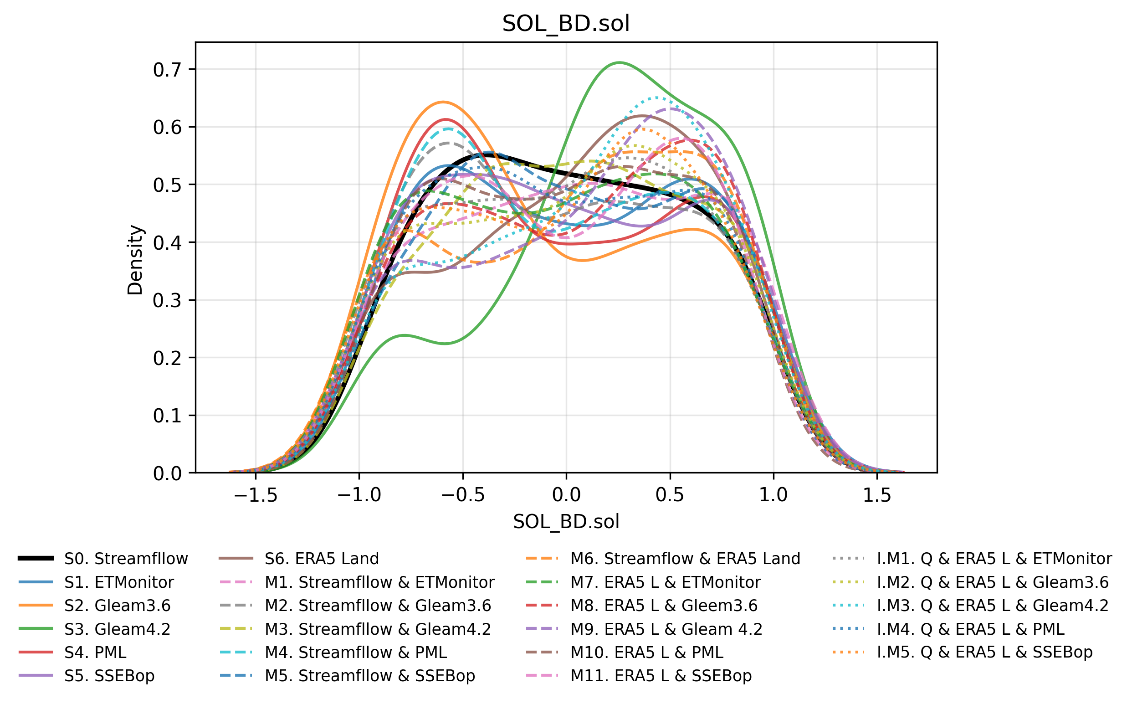 SOL_BD.sol
Density
0.7
0.6
0.5
0.4
0.3
0.2
0.1
0.0
−1.5 −1.0 −0.5 0.0 0.5 1.0 1.5
SOL_BD.sol
S0. Streamfllow
S1. ETMonitor
S2. Gleam3.6
S3. Gleam4.2
S4. PML
S5. SSEBop
S6. ERA5 Land
M1. Streamfllow & ETMonitor
M2. Streamfllow & Gleam3.6
M3. Streamfllow & Gleam4.2
M4. Streamfllow & PML
M5. Streamfllow & SSEBop
M6. Streamflow & ERA5 Land
M7. ERA5 L & ETMonitor
M8. ERA5 L & Gleem3.6
M9. ERA5 L & Gleam 4.2
M10. ERA5 L & PML
M11. ERA5 L & SSEBop
I.M1. Q & ERA5 L & ETMonitor
I.M2. Q & ERA5 L & Gleam3.6
I.M3. Q & ERA5 L & Gleam4.2
I.M4. Q & ERA5 L & PML
I.M5. Q & ERA5 L & SSEBop